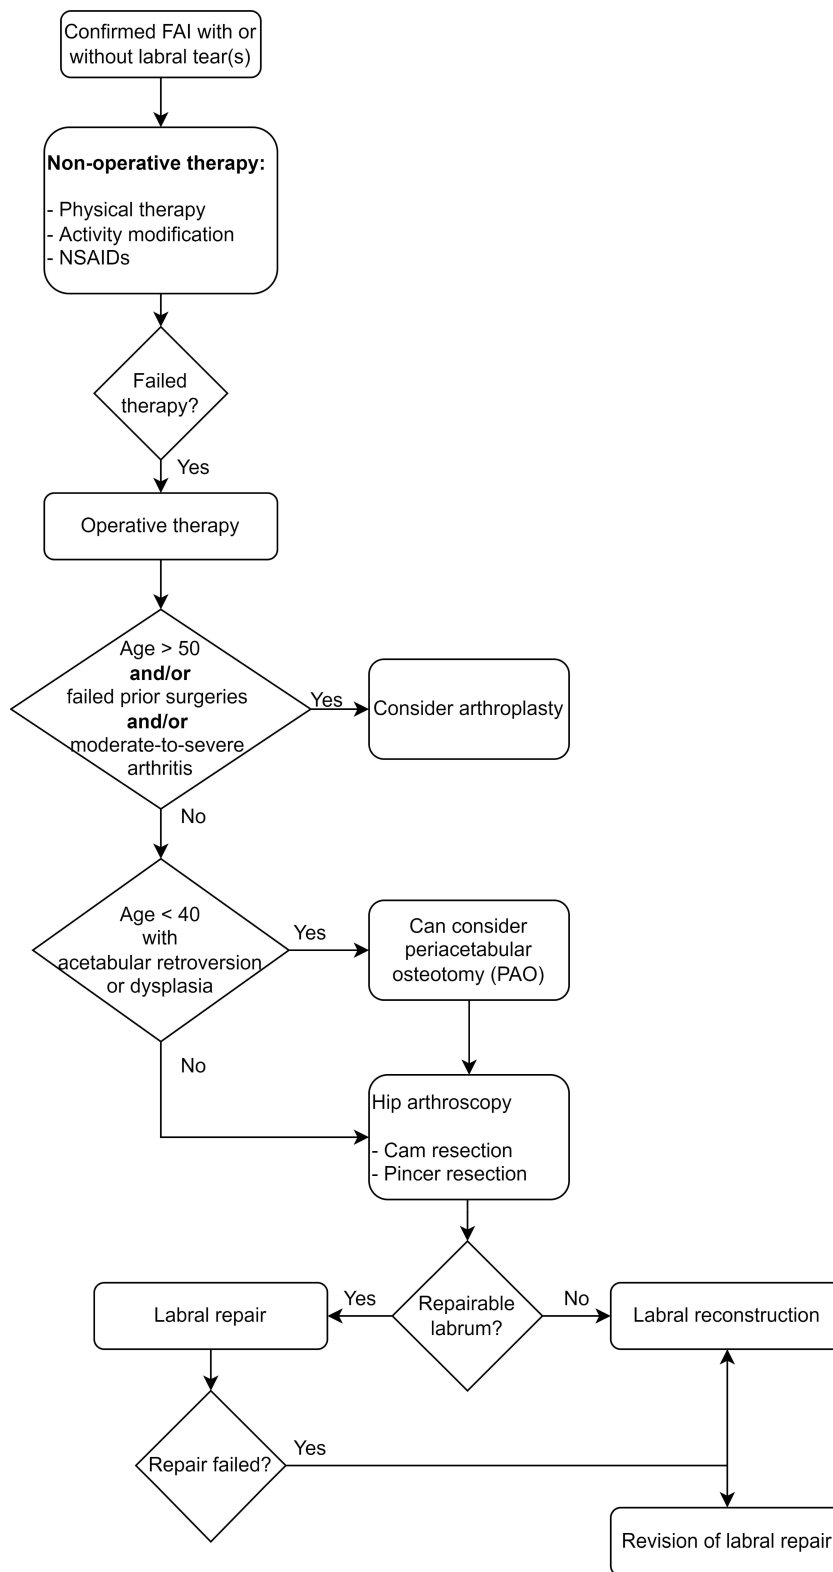 Confirmed FAI with or
without labral tear(s)
Non-operative therapy:
- Physical therapy
- Activity modification
- NSAIDs
Failed
therapy?
Yes
Operative therapy
Age > 50
and/or
failed prior surgeries
and/or
moderate-to-severe
arthritis
Yes
Consider arthroplasty
No
Age < 40
with
acetabular retroversion
or dysplasia
Yes
Can consider
periacetabular
osteotomy (PAO)
No
Hip arthroscopy
- Cam resection
- Pincer resection
Repairable
labrum?
Yes
Labral repair
No
Labral reconstruction
Repair failed?
Yes
Revision of labral repair